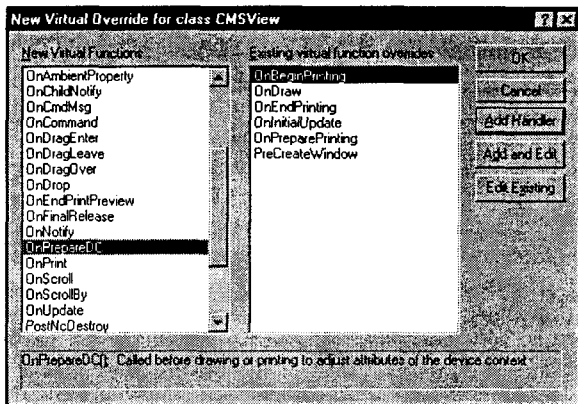 New Virtual Override for class CMSView
New Virtual Functions
OnAmbientProperty
OnChildNotify
OnCmdMsg
OnCommand
OnDragEnter
OnDragLeave
OnDragOver
OnDrop
OnEndPrintPreview
OnFinalRelease
OnNotify
OnPrepareDC
OnPrint
OnScroll
OnScrollBy
OnUpdate
PostNcDestroy
Existing virtual function overrides
OnBeginPrinting
OnDraw
OnEndPrinting
OnInitialUpdate
OnPreparePrinting
PreCreateWindow
OK
Cancel
Add Handler
Add and Edit
Edit Existing
OnPrepareDC(): Called before drawing or printing to adjust attributes of the device context